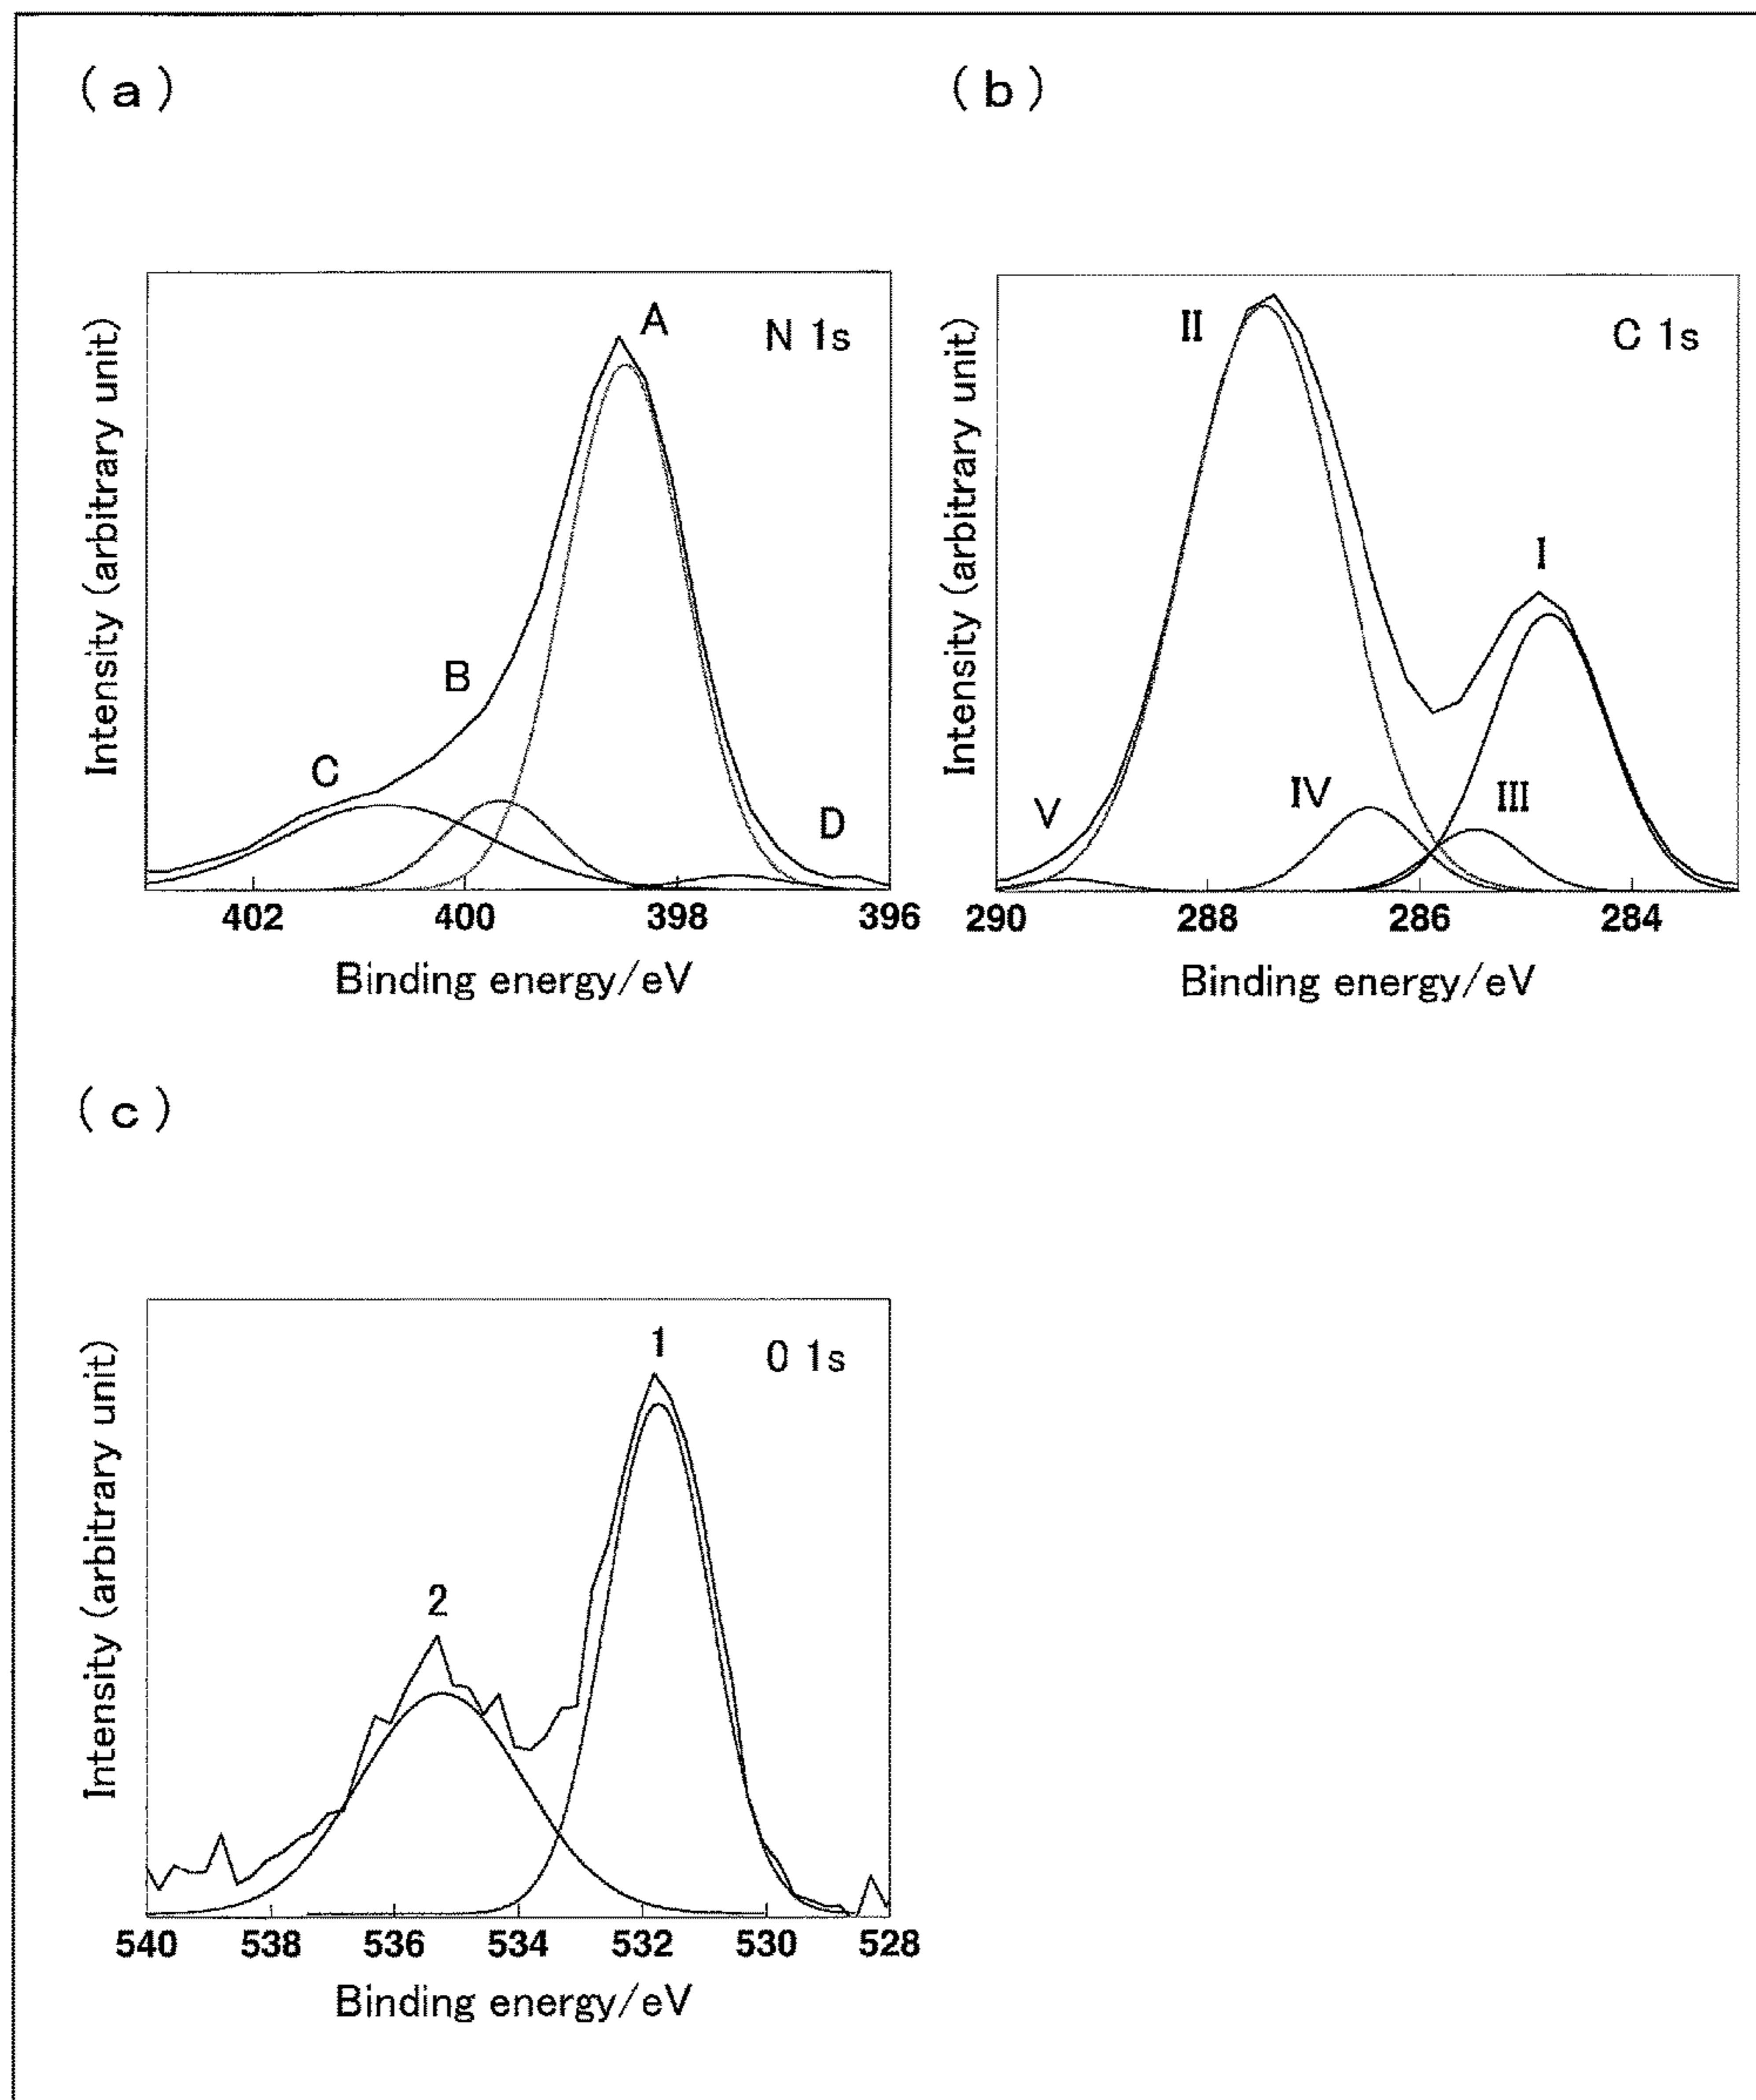 (a)
Intensity (arbitrary unit)
N 1s
A
B
C
D
402 400 398 396
Binding energy/eV
(b)
Intensity (arbitrary unit)
C 1s
II
I
V
IV
III
290 288 286 284
Binding energy/eV
(c)
Intensity (arbitrary unit)
O 1s
1
2
540 538 536 534 532 530 528
Binding energy/eV